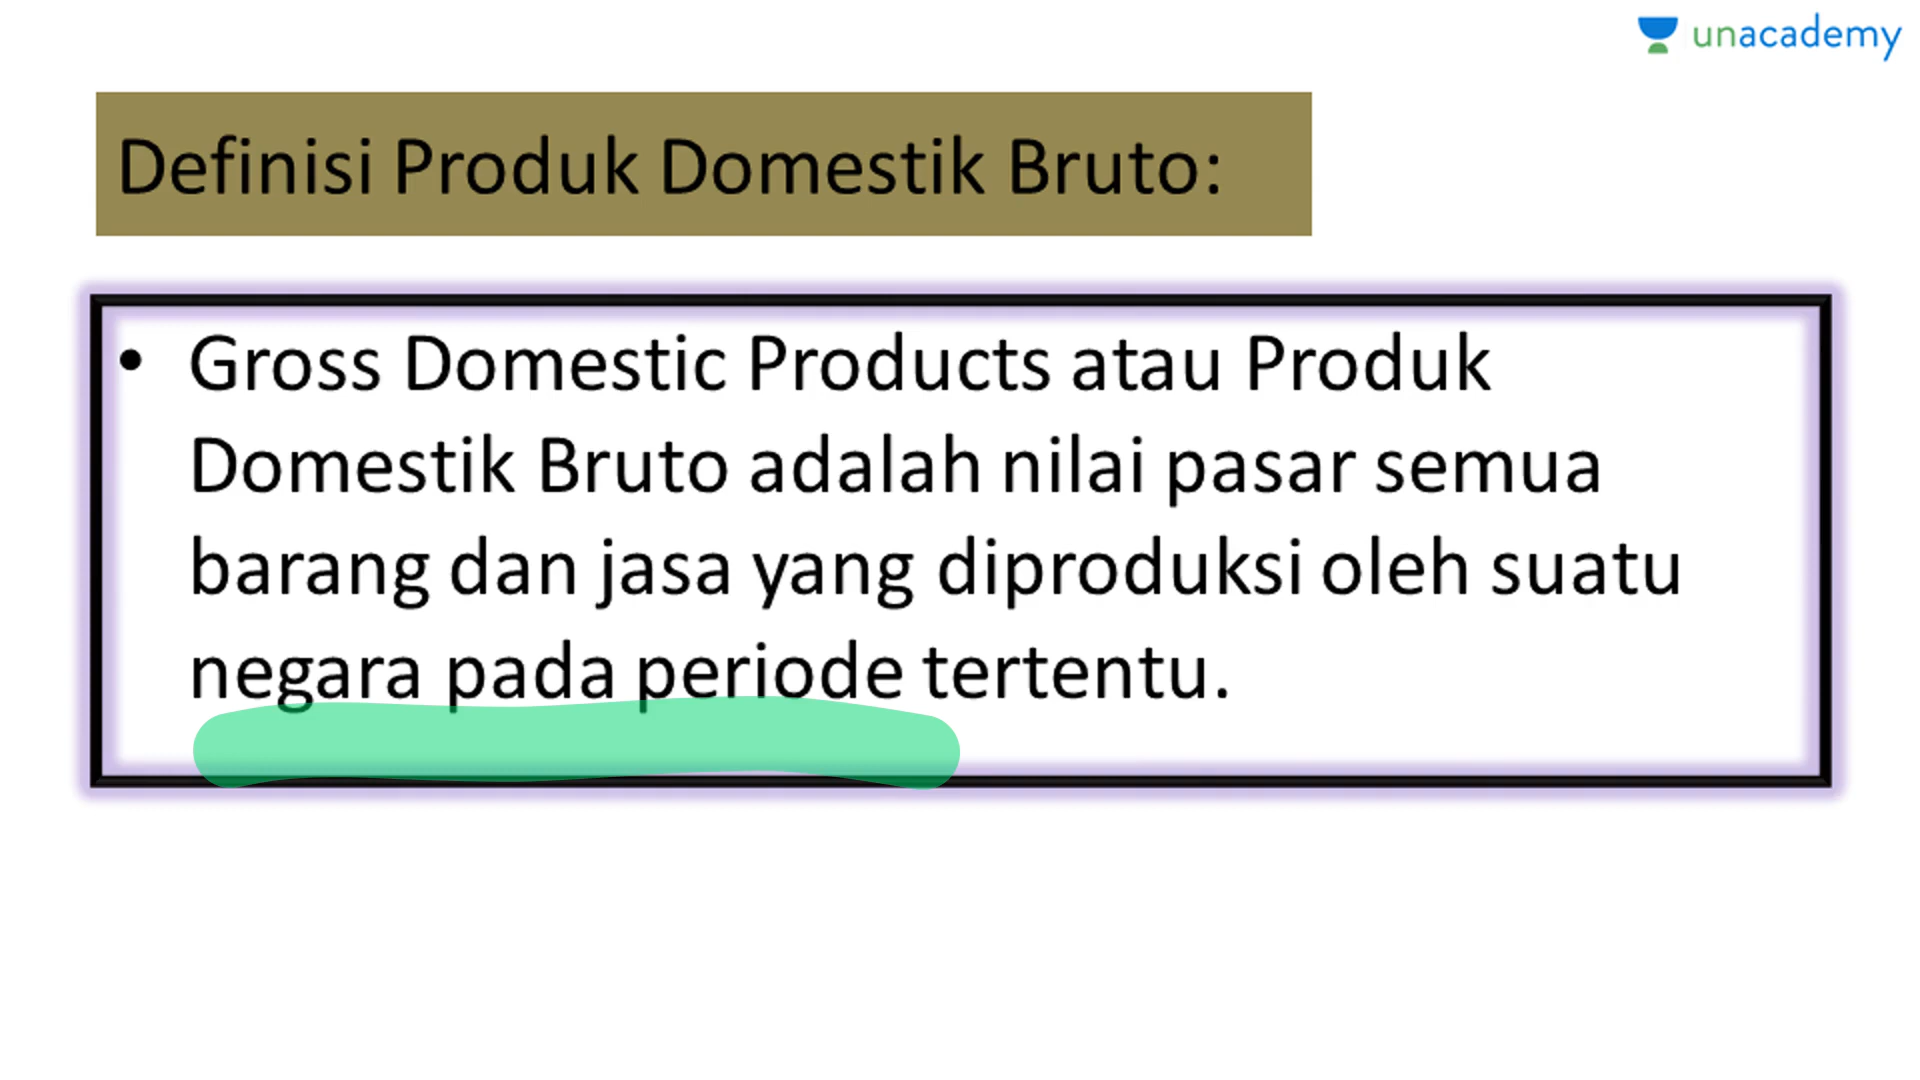 unacademy
Definisi Produk Domestik Bruto:
• Gross Domestic Products atau Produk
Domestik Bruto adalah nilai pasar semua
barang dan jasa yang diproduksi oleh suatu
negara pada periode tertentu.